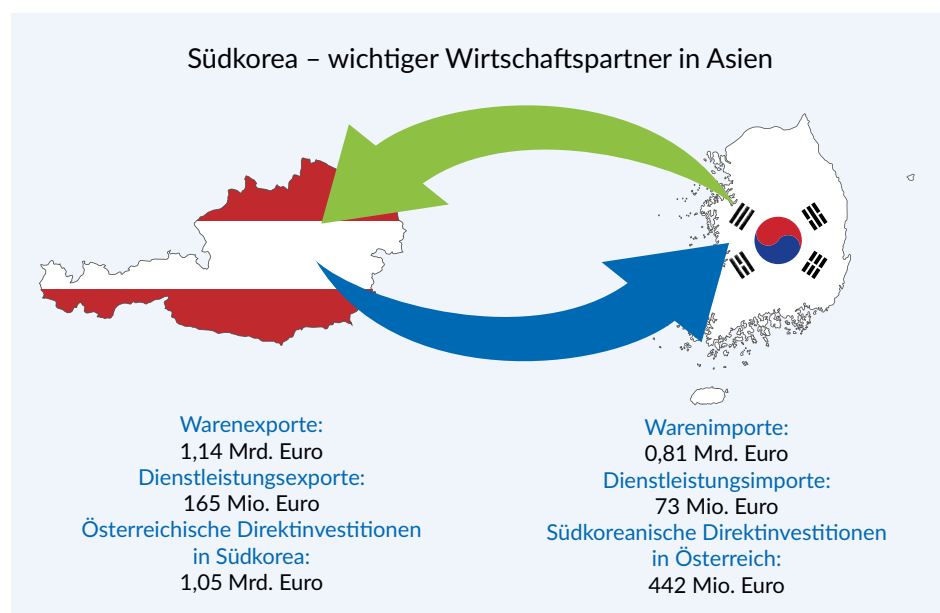 Südkorea – wichtiger Wirtschaftspartner in Asien
Warenexporte:
1,14 Mrd. Euro
Dienstleistungsexporte:
165 Mio. Euro
Österreichische Direktinvestitionen
in Südkorea:
1,05 Mrd. Euro
Warenimporte:
0,81 Mrd. Euro
Dienstleistungsimporte:
73 Mio. Euro
Südkoreanische Direktinvestitionen
in Österreich:
442 Mio. Euro